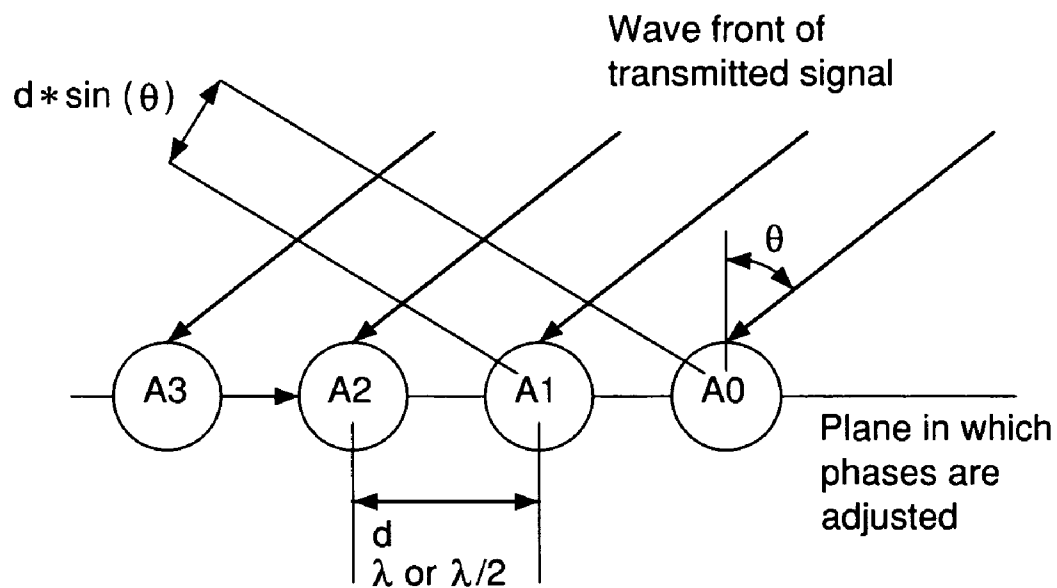 Wave front of
transmitted signal
d * sin (θ)
θ
A3
A2
A1
A0
Plane in which
phases are
adjusted
d
λ or λ/2